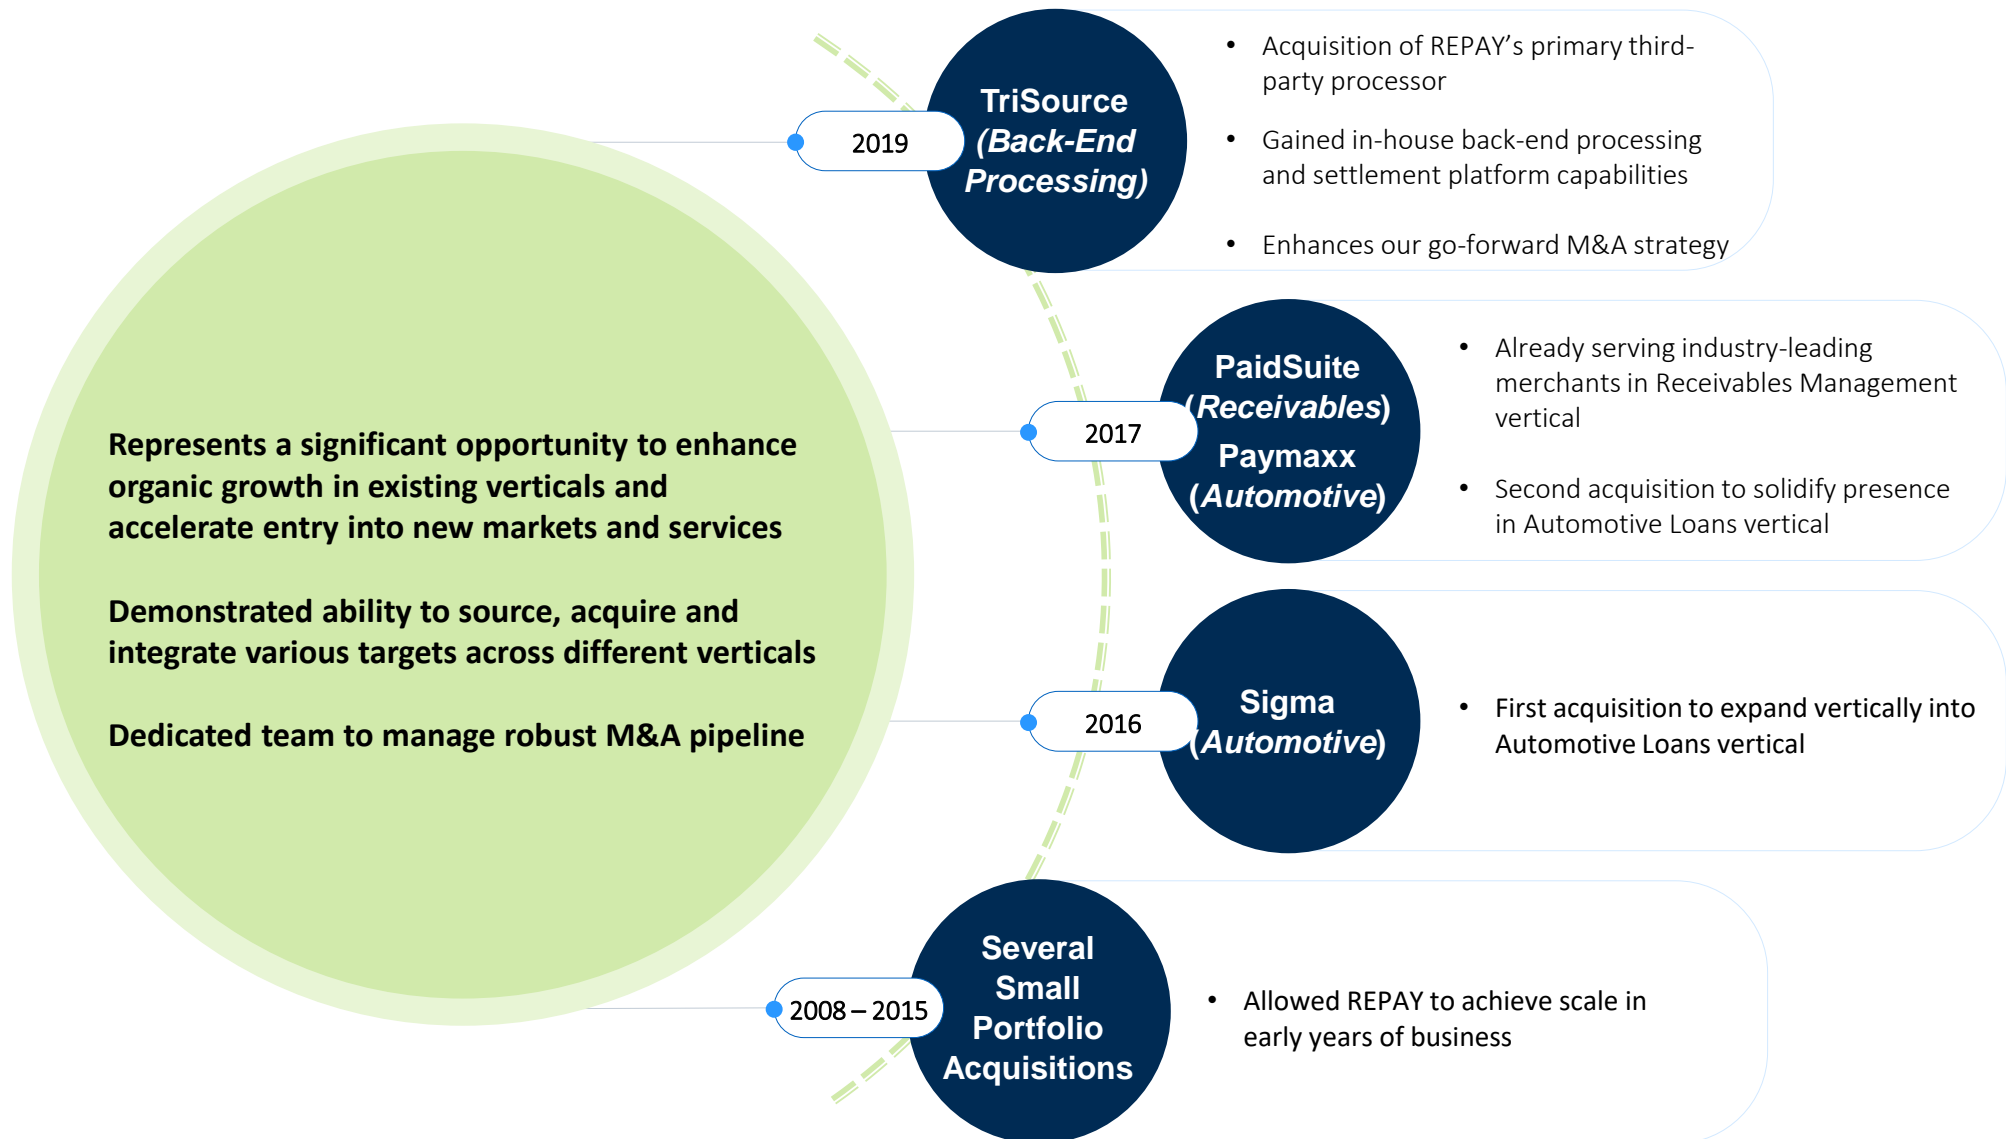 Represents a significant opportunity to enhance
organic growth in existing verticals and
accelerate entry into new markets and services
Demonstrated ability to source, acquire and
integrate various targets across different verticals
Dedicated team to manage robust M&A pipeline
2019
TriSource
(Back-End
Processing)
• Acquisition of REPAY’s primary third-
party processor
• Gained in-house back-end processing
and settlement platform capabilities
• Enhances our go-forward M&A strategy
2017
PaidSuite
(Receivables)
Paymaxx
(Automotive)
• Already serving industry-leading
merchants in Receivables Management
vertical
• Second acquisition to solidify presence
in Automotive Loans vertical
2016
Sigma
(Automotive)
• First acquisition to expand vertically into
Automotive Loans vertical
2008 – 2015
Several
Small
Portfolio
Acquisitions
• Allowed REPAY to achieve scale in
early years of business